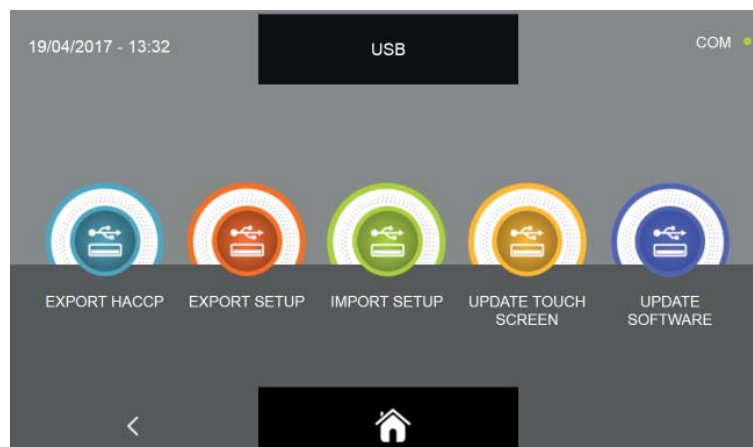 19/04/2017 - 13:32
USB
COM
EXPORT HACCP
EXPORT SETUP
IMPORT SETUP
UPDATE TOUCH
SCREEN
UPDATE
SOFTWARE